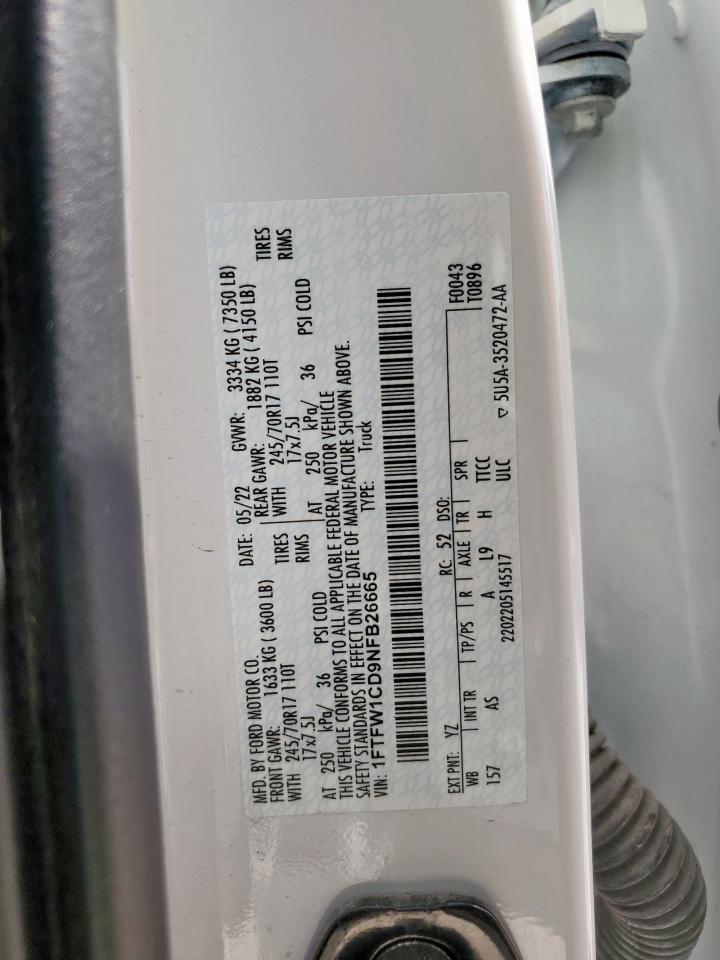 MFD. BY FORD MOTOR CO.
DATE: 05/22 GVWR: 3334 KG ( 7350 LB)
FRONT GAWR: 1633 KG ( 3600 LB) REAR GAWR: 1882 KG ( 4150 LB)
WITH 245/70R17 110T TIRES WITH 245/70R17 110T TIRES
17x7.5J RIMS 17x7.5J RIMS
AT 250 kPa/ 36 PSI COLD AT 250 kPa/ 36 PSI COLD
THIS VEHICLE CONFORMS TO ALL APPLICABLE FEDERAL MOTOR VEHICLE
SAFETY STANDARDS IN EFFECT ON THE DATE OF MANUFACTURE SHOWN ABOVE.
VIN: 1FTFW1CD9NFB26665 TYPE: Truck
EXT PNT: YZ RC: 52 DSO: F0043
WB INT TR TP/PS R AXLE TR SPR T0896
157 AS A L9 H TTCC
2202205145517 ULC ▽ 5U5A-3520472-AA